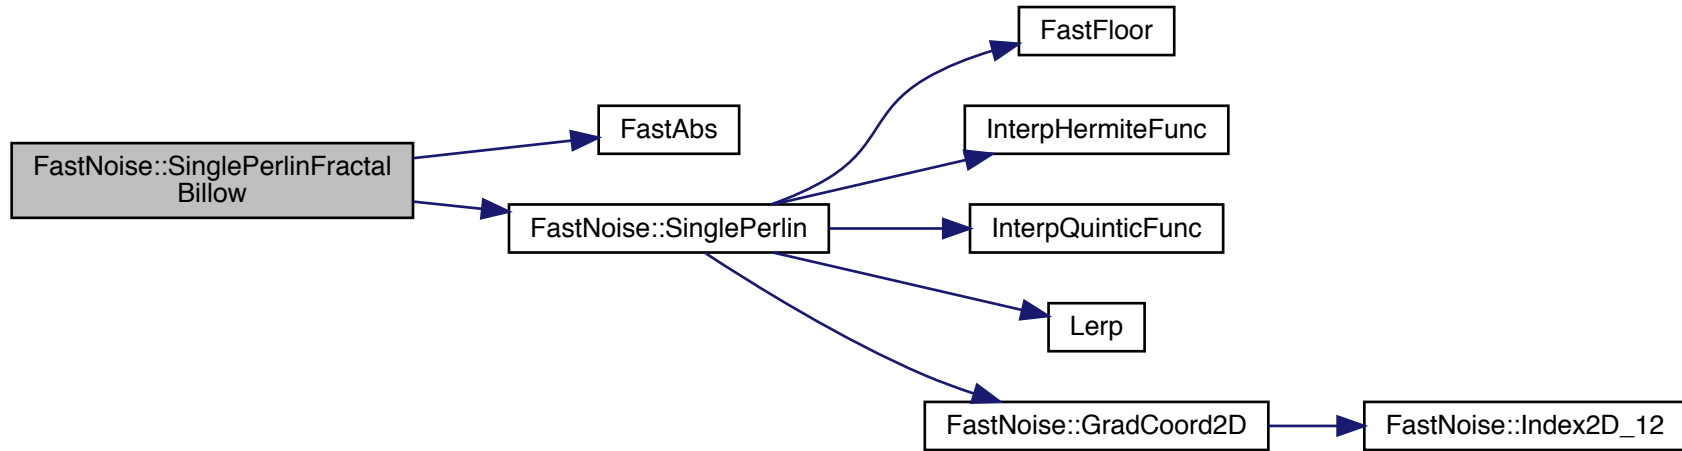 FastNoise::SinglePerlinFractal
Billow
FastAbs
FastNoise::SinglePerlin
FastFloor
InterpHermiteFunc
InterpQuinticFunc
Lerp
FastNoise::GradCoord2D
FastNoise::Index2D_12